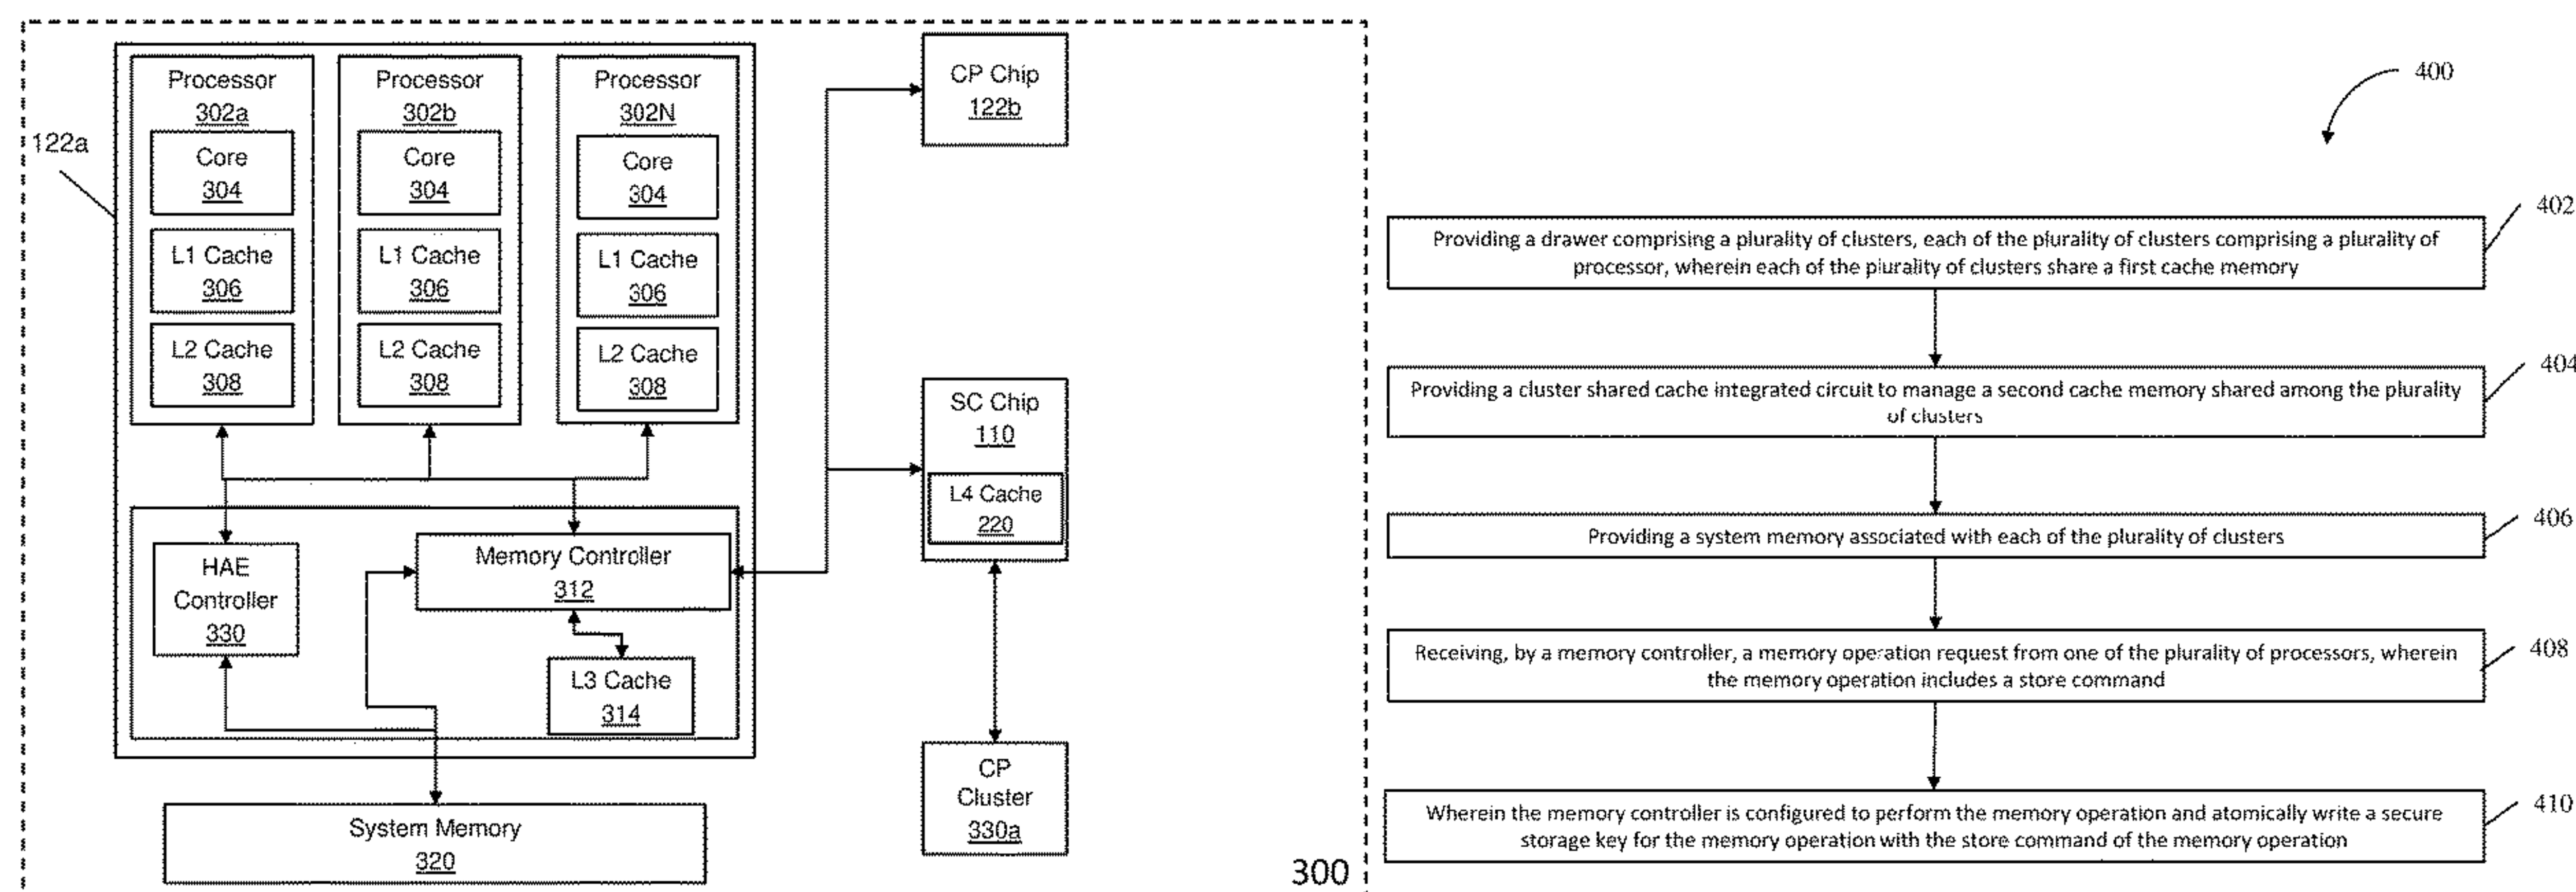 122a
Processor
302a
Core
304
L1 Cache
306
L2 Cache
308
Processor
302b
Core
304
L1 Cache
306
L2 Cache
308
Processor
302N
Core
304
L1 Cache
306
L2 Cache
308
HAE
Controller
330
Memory Controller
312
L3 Cache
314
System Memory
320
CP Chip
122b
SC Chip
110
L4 Cache
220
CP
Cluster
330a
300
400
402
Providing a drawer comprising a plurality of clusters, each of the plurality of clusters comprising a plurality of
processor, wherein each of the plurality of clusters share a first cache memory
404
Providing a cluster shared cache integrated circuit to manage a second cache memory shared among the plurality
of clusters
406
Providing a system memory associated with each of the plurality of clusters
408
Receiving, by a memory controller, a memory operation request from one of the plurality of processors, wherein
the memory operation includes a store command
410
Wherein the memory controller is configured to perform the memory operation and atomically write a secure
storage key for the memory operation with the store command of the memory operation